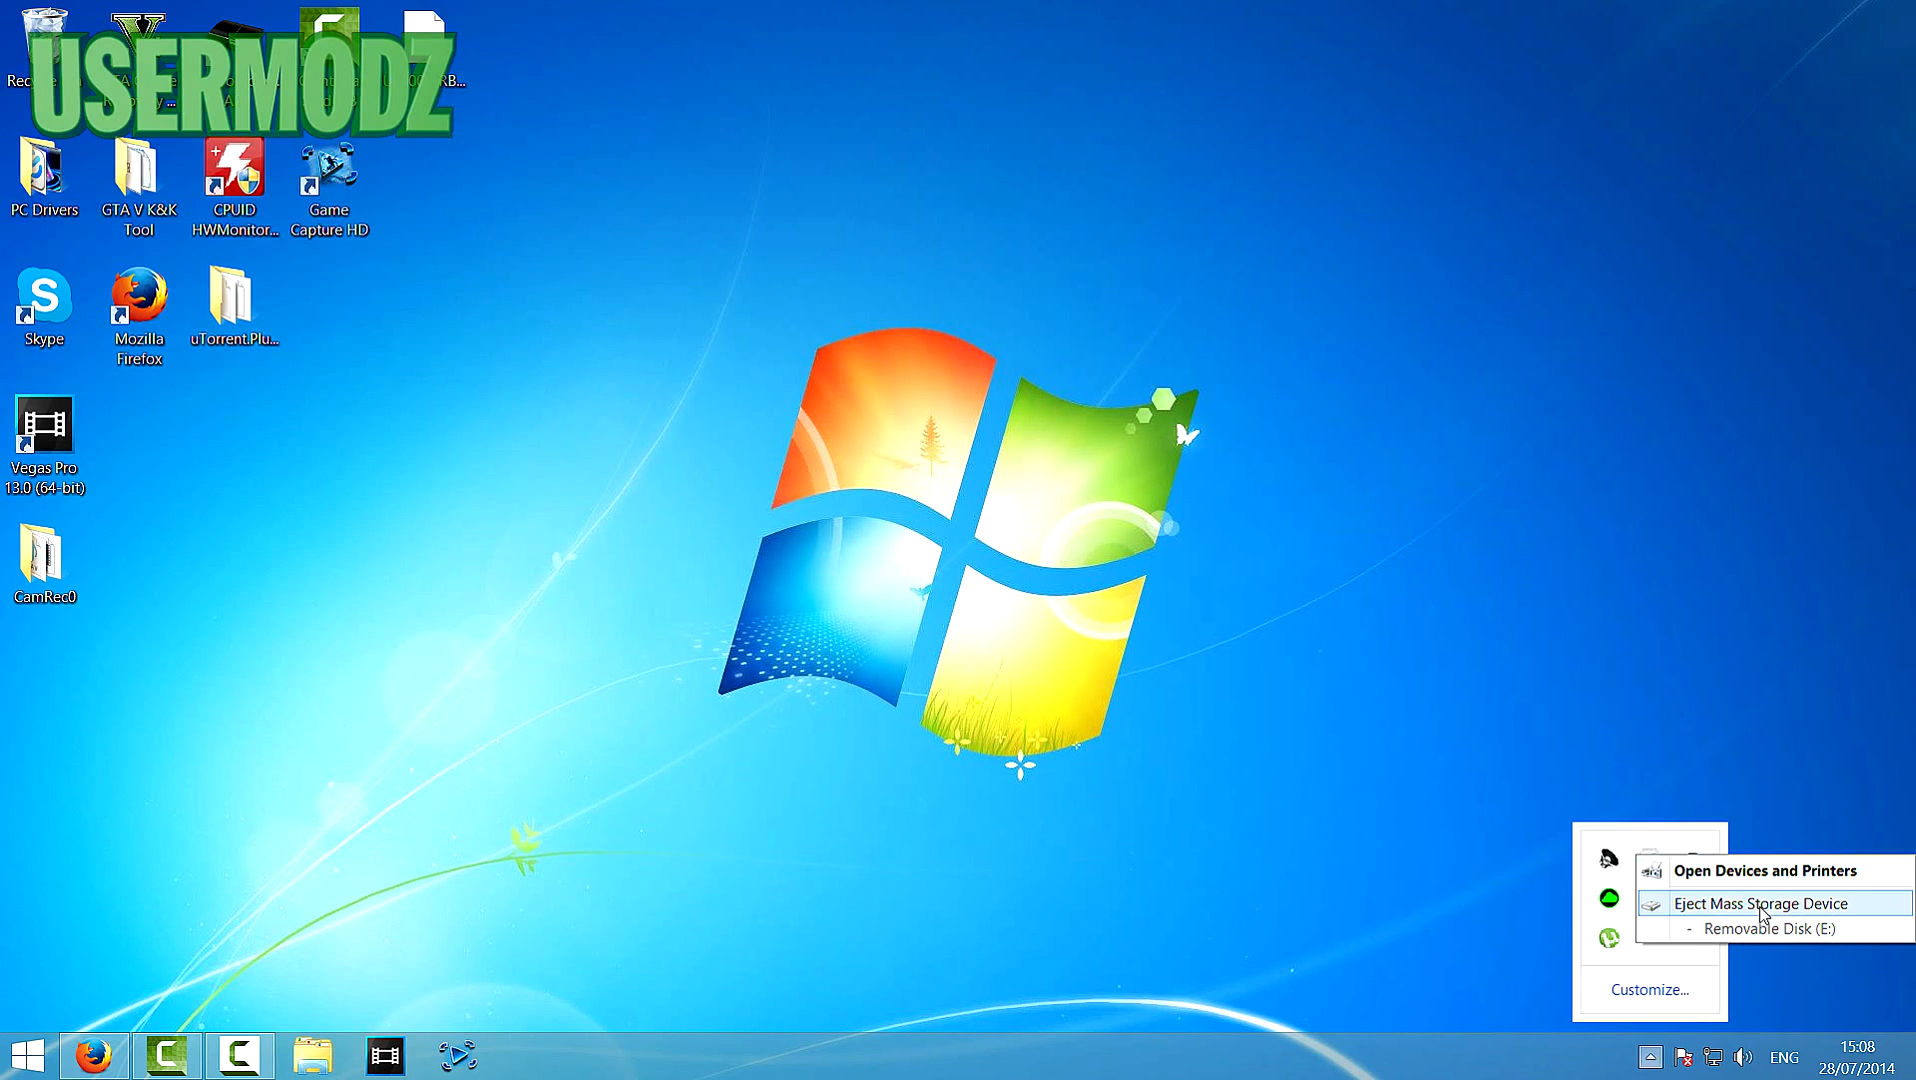 USERMODZ
PC Drivers
GTA V K&K
Tool
CPUID
HWMonitor...
Game
Capture HD
Skype
Mozilla
Firefox
uTorrent.Plu...
Vegas Pro
13.0 (64-bit)
CamRec0
Open Devices and Printers
Eject Mass Storage Device
- Removable Disk (E:)
Customize...
ENG
15:08
28/07/2014